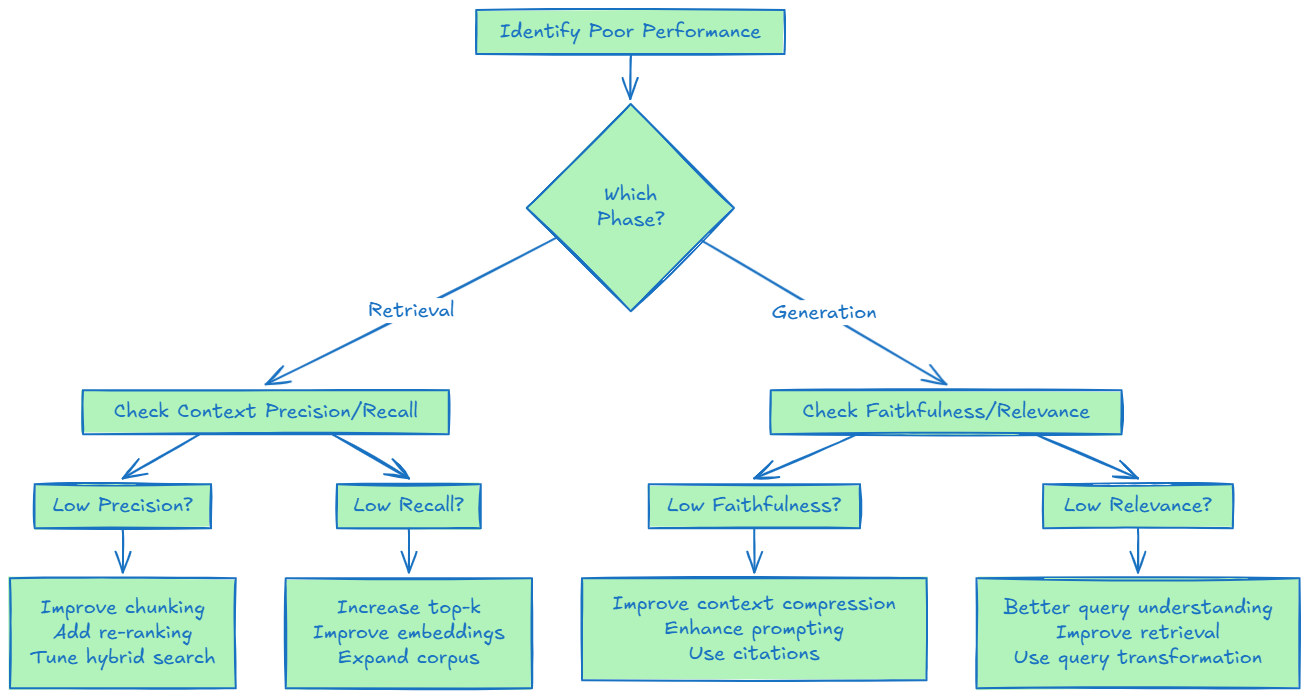 Identify Poor Performance
Which
Phase?
Retrieval
Generation
Check Context Precision/Recall
Check Faithfulness/Relevance
Low Precision?
Low Recall?
Low Faithfulness?
Low Relevance?
Improve chunking
Add re-ranking
Tune hybrid search
Increase top-k
Improve embeddings
Expand corpus
Improve context compression
Enhance prompting
Use citations
Better query understanding
Improve retrieval
Use query transformation